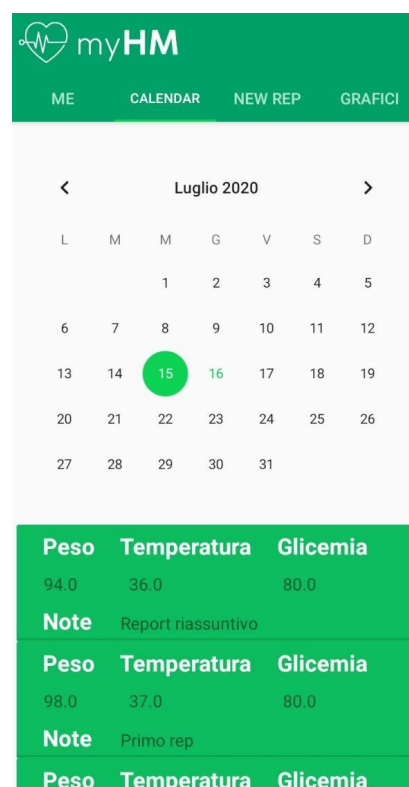 myHM
ME CALENDAR NEW REP GRAFICI
< Luglio 2020 >
L M M G V S D
1 2 3 4 5
6 7 8 9 10 11 12
13 14 15 16 17 18 19
20 21 22 23 24 25 26
27 28 29 30 31
Peso Temperatura Glicemia
94.0 36.0 80.0
Note Report riassuntivo
Peso Temperatura Glicemia
98.0 37.0 80.0
Note Primo rep
Peso Temperatura Glicemia